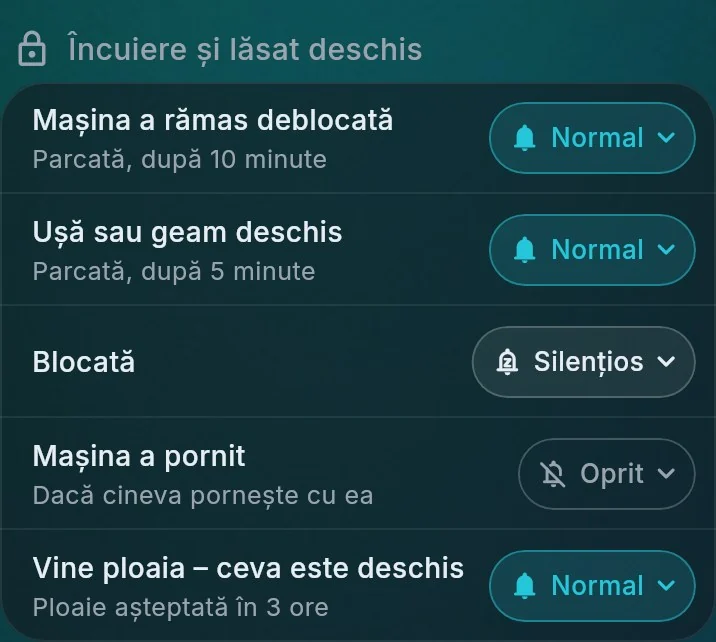 Încuiere și lăsat deschis
Mașina a rămas deblocată
Parcată, după 10 minute
Normal
Ușă sau geam deschis
Parcată, după 5 minute
Normal
Blocată
Silențios
Mașina a pornit
Dacă cineva pornește cu ea
Oprit
Vine ploaia – ceva este deschis
Ploaie așteptată în 3 ore
Normal